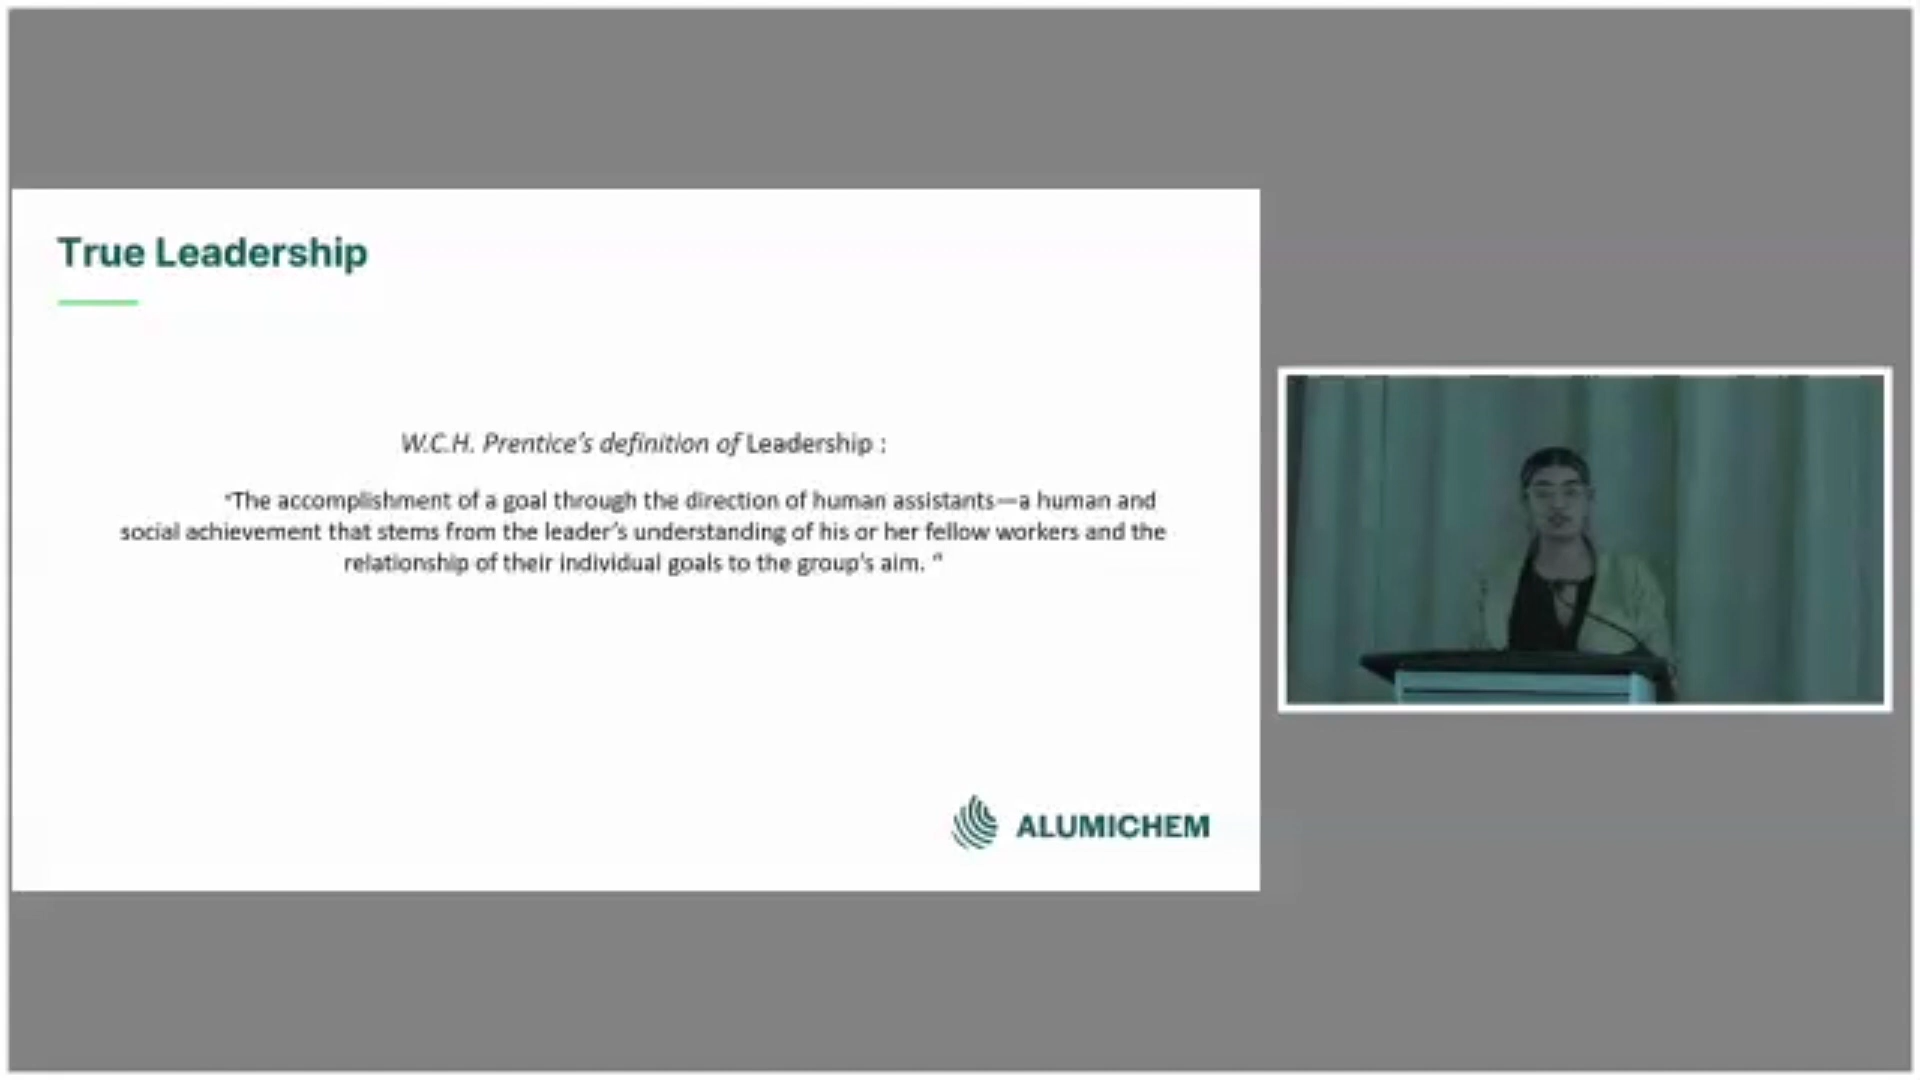 True Leadership
W.C.H. Prentice's definition of Leadership :
“The accomplishment of a goal through the direction of human assistants—a human and
social achievement that stems from the leader's understanding of his or her fellow workers and the
relationship of their individual goals to the group's aim. “
ALUMICHEM